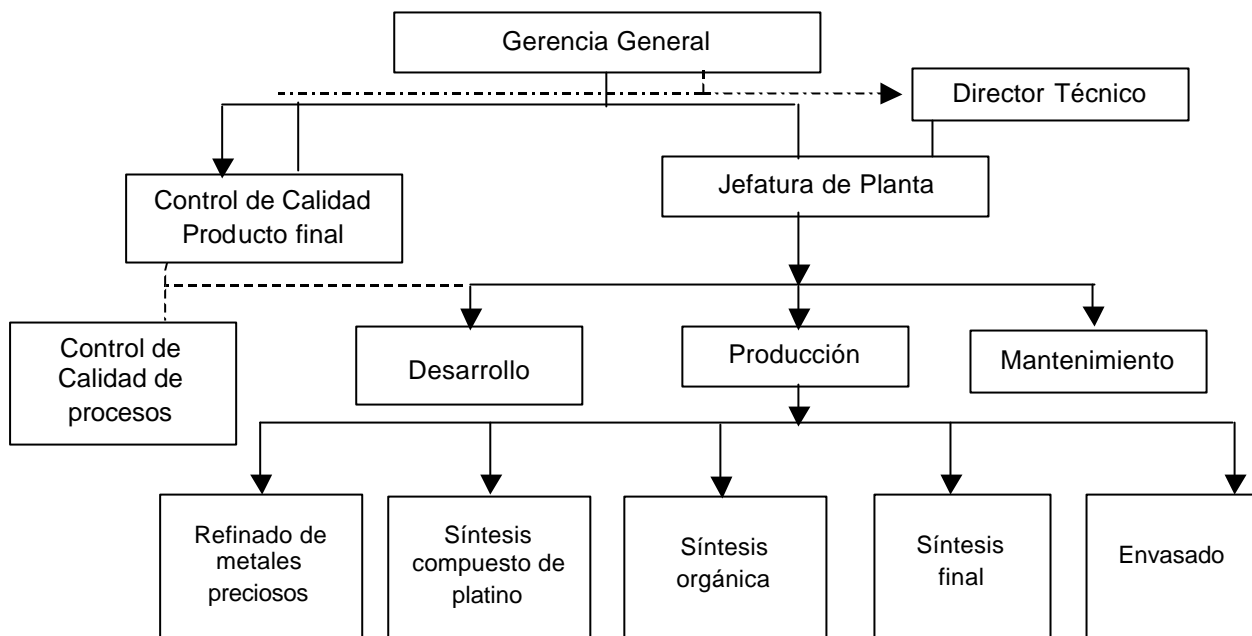 Gerencia General
Director Técnico
Control de Calidad
Producto final
Jefatura de Planta
Control de
Calidad de
procesos
Desarrollo
Producción
Mantenimiento
Refinado de
metales
preciosos
Síntesis
compuesto de
platino
Síntesis
orgánica
Síntesis
final
Envasado